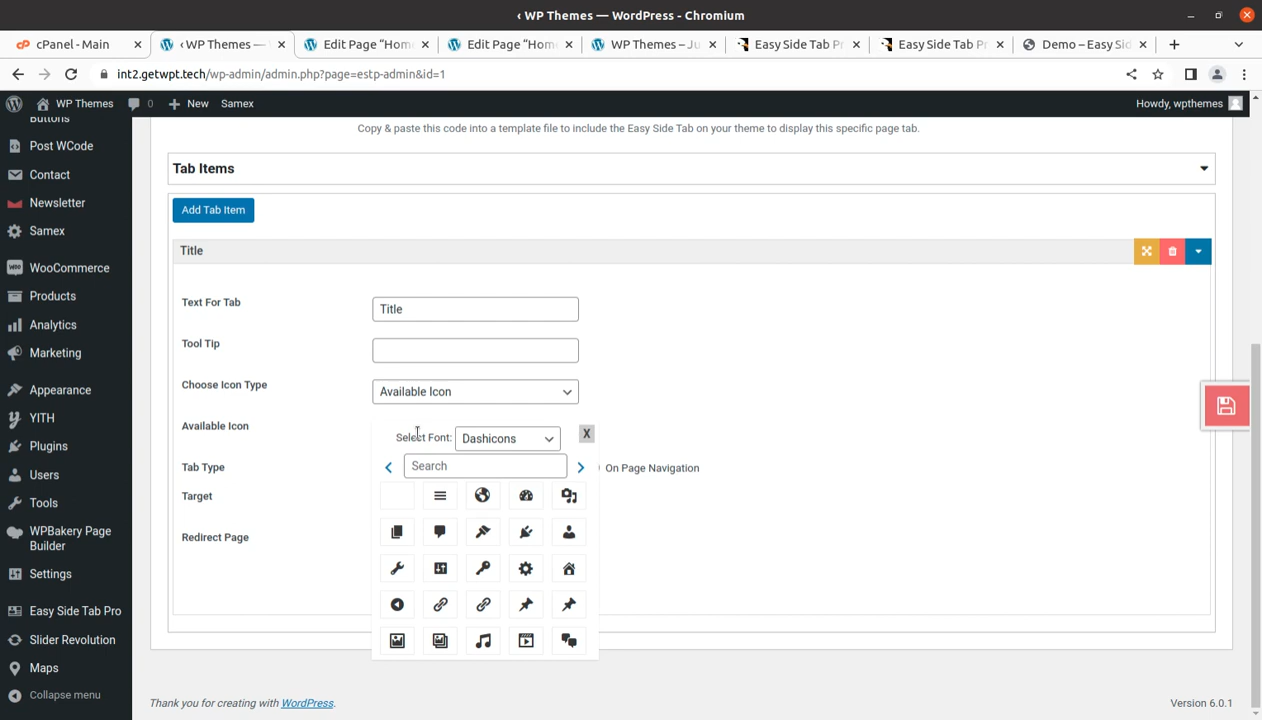 ‹ WP Themes — WordPress - Chromium
cPanel - Main
‹ WP Themes —
Edit Page “Hom
Edit Page “Hom
WP Themes – Ju
Easy Side Tab Pr
Easy Side Tab Pr
Demo – Easy Sid
int2.getwpt.tech/wp-admin/admin.php?page=estp-admin&id=1
WP Themes
0
New
Samex
Howdy, wpthemes
Buttons
Post WCode
Contact
Newsletter
Samex
WooCommerce
Products
Analytics
Marketing
Appearance
YITH
Plugins
Users
Tools
WPBakery Page
Builder
Settings
Easy Side Tab Pro
Slider Revolution
Maps
Collapse menu
Copy & paste this code into a template file to include the Easy Side Tab on your theme to display this specific page tab.
Tab Items
Add Tab Item
Title
Text For Tab
Title
Tool Tip
Choose Icon Type
Available Icon
Available Icon
Select Font:
Dashicons
X
Tab Type
Search
On Page Navigation
Target
Redirect Page
Thank you for creating with WordPress.
Version 6.0.1